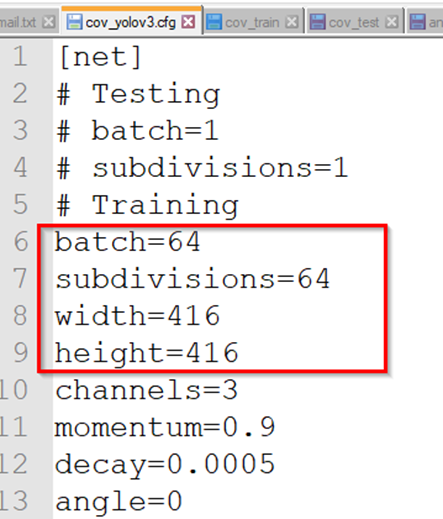 mail.txt cov_yolov3.cfg cov_train cov_test an
1 [net]
2 # Testing
3 # batch=1
4 # subdivisions=1
5 # Training
6 batch=64
7 subdivisions=64
8 width=416
9 height=416
10 channels=3
11 momentum=0.9
12 decay=0.0005
13 angle=0